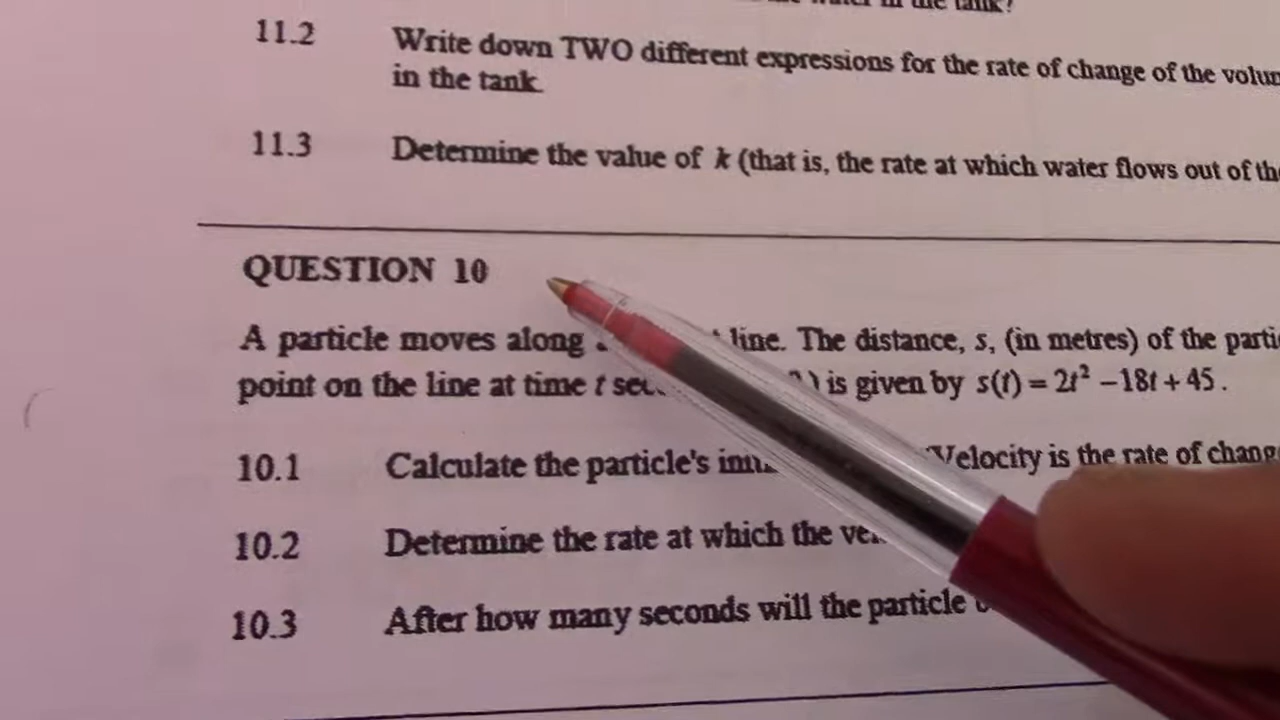 in the tank?
11.2 Write down TWO different expressions for the rate of change of the
in the tank.
11.3 Determine the value of k (that is, the rate at which water flows out of
QUESTION 10
A particle moves along line. The distance, s, (in metres) of the
point on the line at time t is given by s(t) = 2t² –18t + 45.
10.1 Calculate the particle's Velocity is the rate of
10.2 Determine the rate at which the
10.3 After how many seconds will the particle